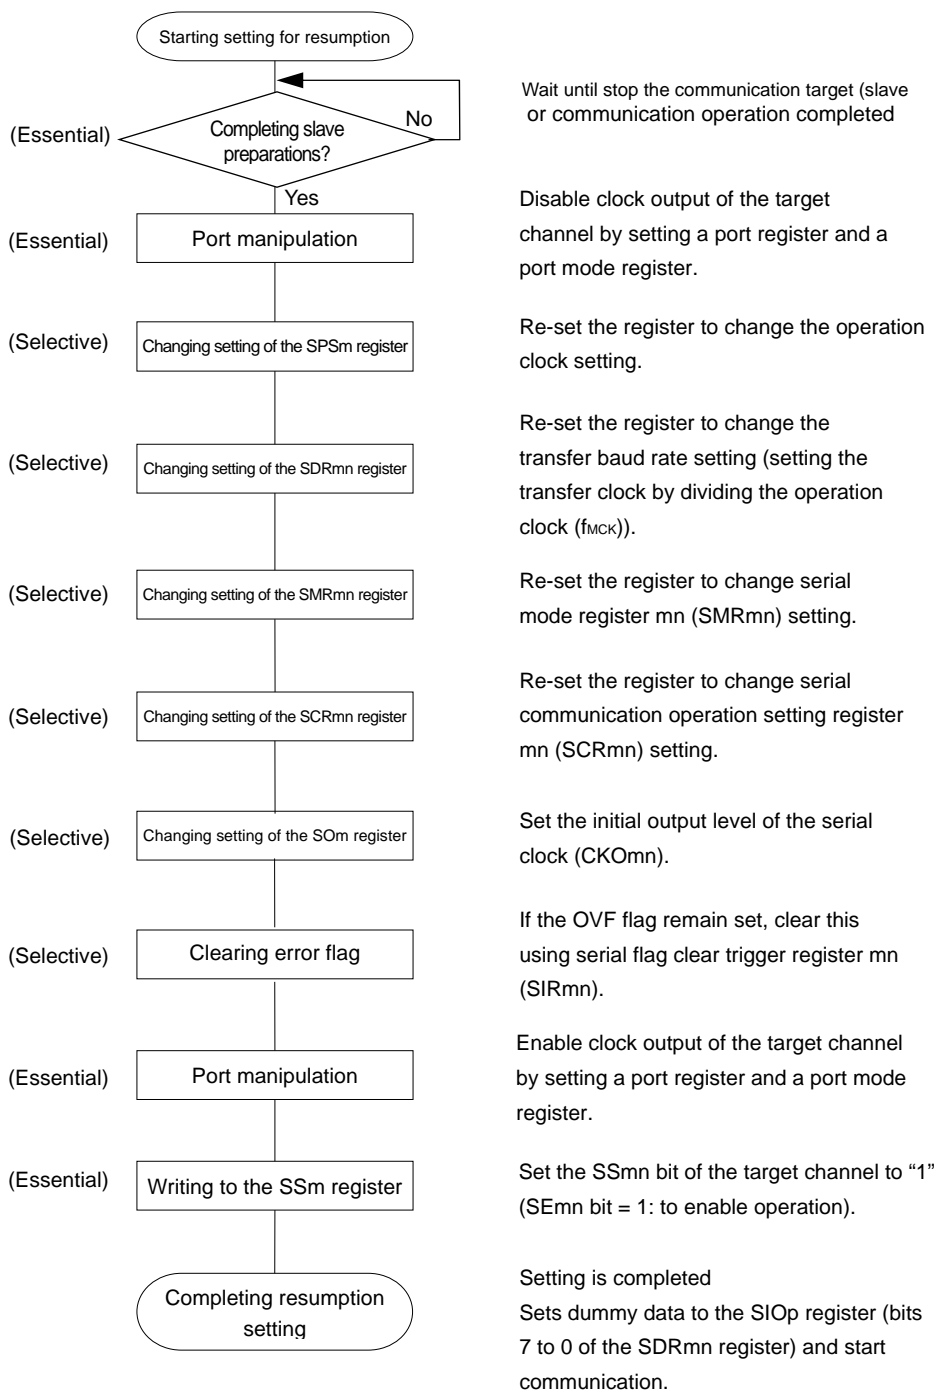 Starting setting for resumption
Wait until stop the communication target (slave
or communication operation completed
(Essential)
Completing slave
preparations?
No
Yes
(Essential)
Port manipulation
Disable clock output of the target
channel by setting a port register and a
port mode register.
(Selective)
Changing setting of the SPSm register
Re-set the register to change the operation
clock setting.
(Selective)
Changing setting of the SDRmn register
Re-set the register to change the
transfer baud rate setting (setting the
transfer clock by dividing the operation
clock (fMCK)).
(Selective)
Changing setting of the SMRmn register
Re-set the register to change serial
mode register mn (SMRmn) setting.
(Selective)
Changing setting of the SCRmn register
Re-set the register to change serial
communication operation setting register
mn (SCRmn) setting.
(Selective)
Changing setting of the SOm register
Set the initial output level of the serial
clock (CKOmn).
(Selective)
Clearing error flag
If the OVF flag remain set, clear this
using serial flag clear trigger register mn
(SIRmn).
(Essential)
Port manipulation
Enable clock output of the target channel
by setting a port register and a port mode
register.
(Essential)
Writing to the SSm register
Set the SSmn bit of the target channel to “1”
(SEmn bit = 1: to enable operation).
Completing resumption
setting
Setting is completed
Sets dummy data to the SIOp register (bits
7 to 0 of the SDRmn register) and start
communication.